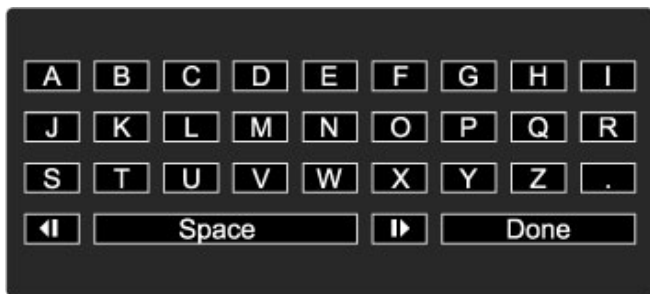 A B C D E F G H I
J K L M N O P Q R
S T U V W X Y Z .
Space Done